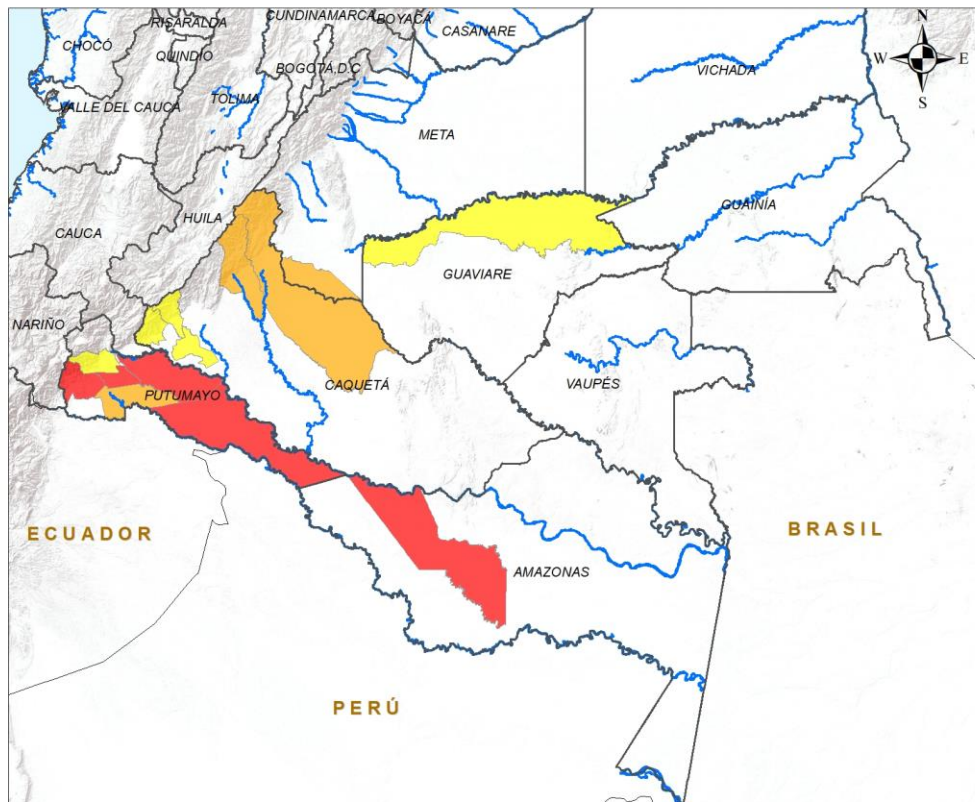 CUNDINAMARCA
BOYACÁ
RISARALDA
CASANARE
N
CHOCÓ
QUINDÍO
BOGOTÁ, D.C
W
E
VICHADA
TOLIMA
S
VALLE DEL CAUCA
META
GUAINÍA
HUILA
CAUCA
GUAVIARE
NARIÑO
VAUPÉS
CAQUETÁ
PUTUMAYO
ECUADOR
BRASIL
AMAZONAS
PERÚ